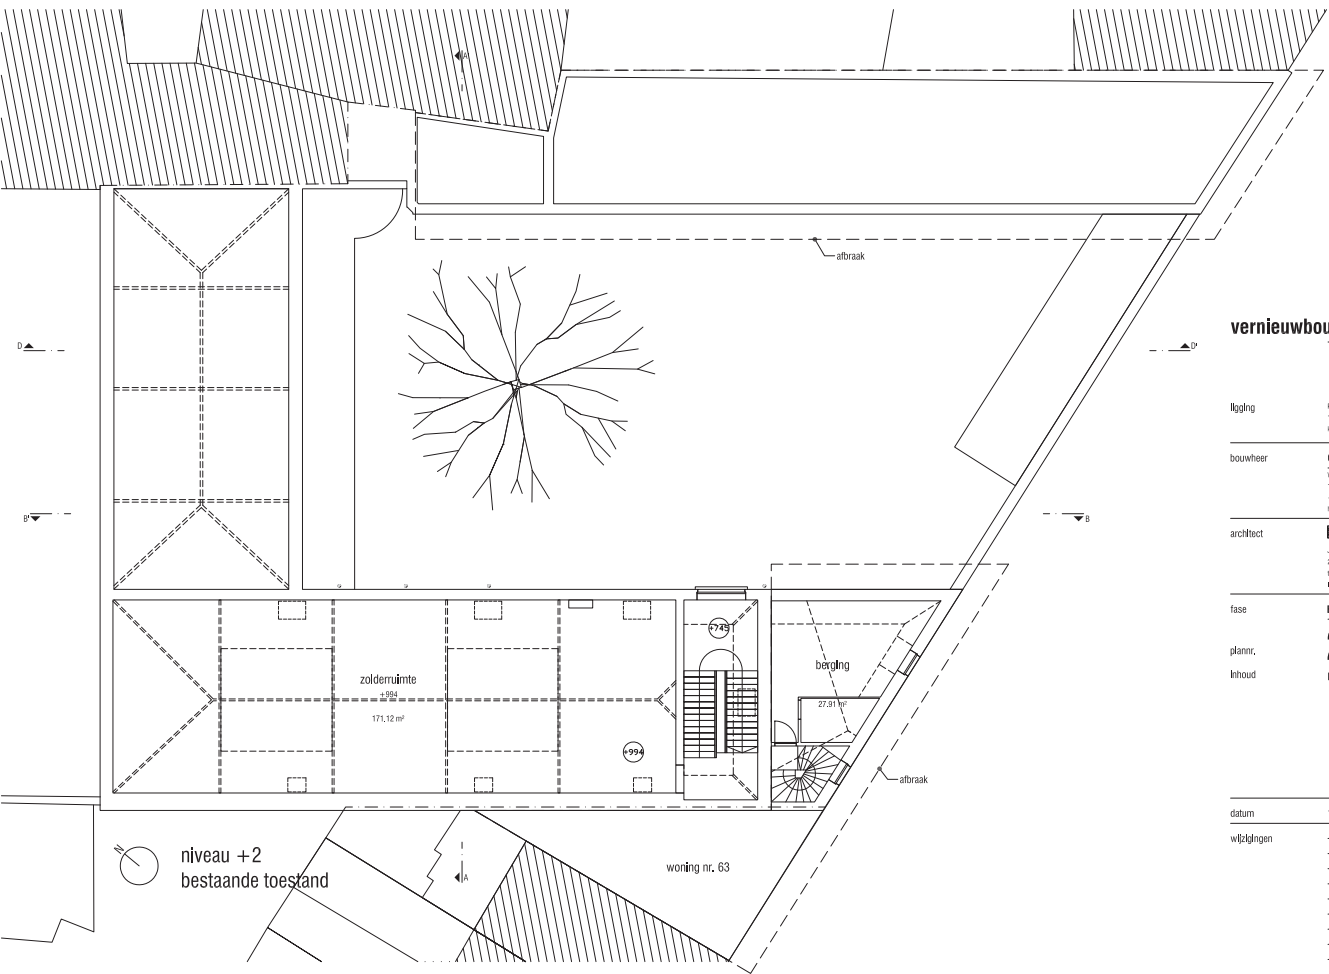 A
afbraak
D
D'
vernieuwbou
ligging
bouwheer
B'
B
architect
fase
+745
plannr.
berging
zolderruimte
inhoud
+994
27.91 m²
171.12 m²
+994
afbraak
datum
wijzigingen
N
niveau +2
bestaande toestand
woning nr. 63
A